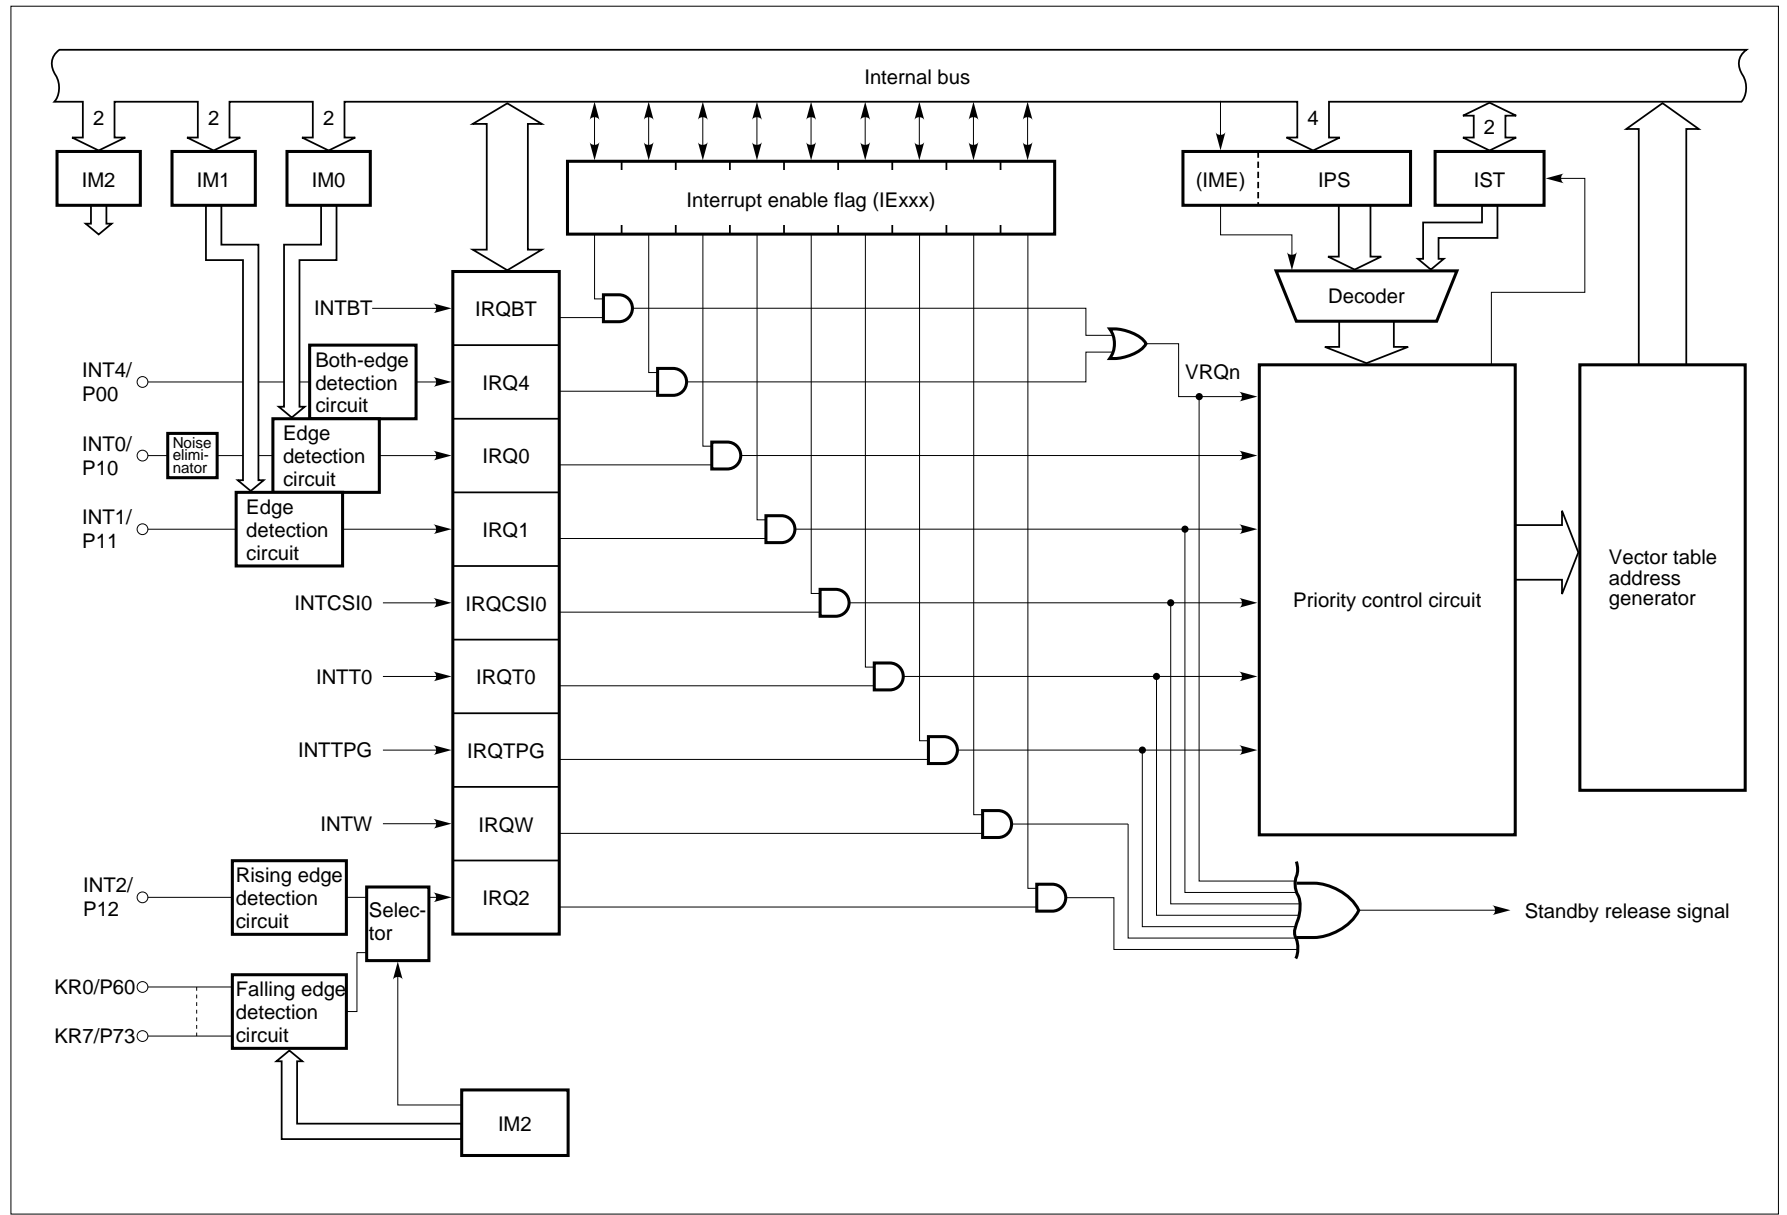 Internal bus
2
2
2
4
2
IM2
IM1
IM0
Interrupt enable flag (IExxx)
(IME)
IPS
IST
Decoder
INTBT
IRQBT
INT4/
P00
Both-edge
detection
circuit
IRQ4
VRQn
INT0/
P10
Noise
elimi-
nator
Edge
detection
circuit
IRQ0
INT1/
P11
Edge
detection
circuit
IRQ1
INTCSI0
IRQCSI0
Priority control circuit
Vector table
address
generator
INTT0
IRQT0
INTTPG
IRQTPG
INTW
IRQW
INT2/
P12
Rising edge
detection
circuit
Selec-
tor
IRQ2
Standby release signal
KR0/P60
KR7/P73
Falling edge
detection
circuit
IM2